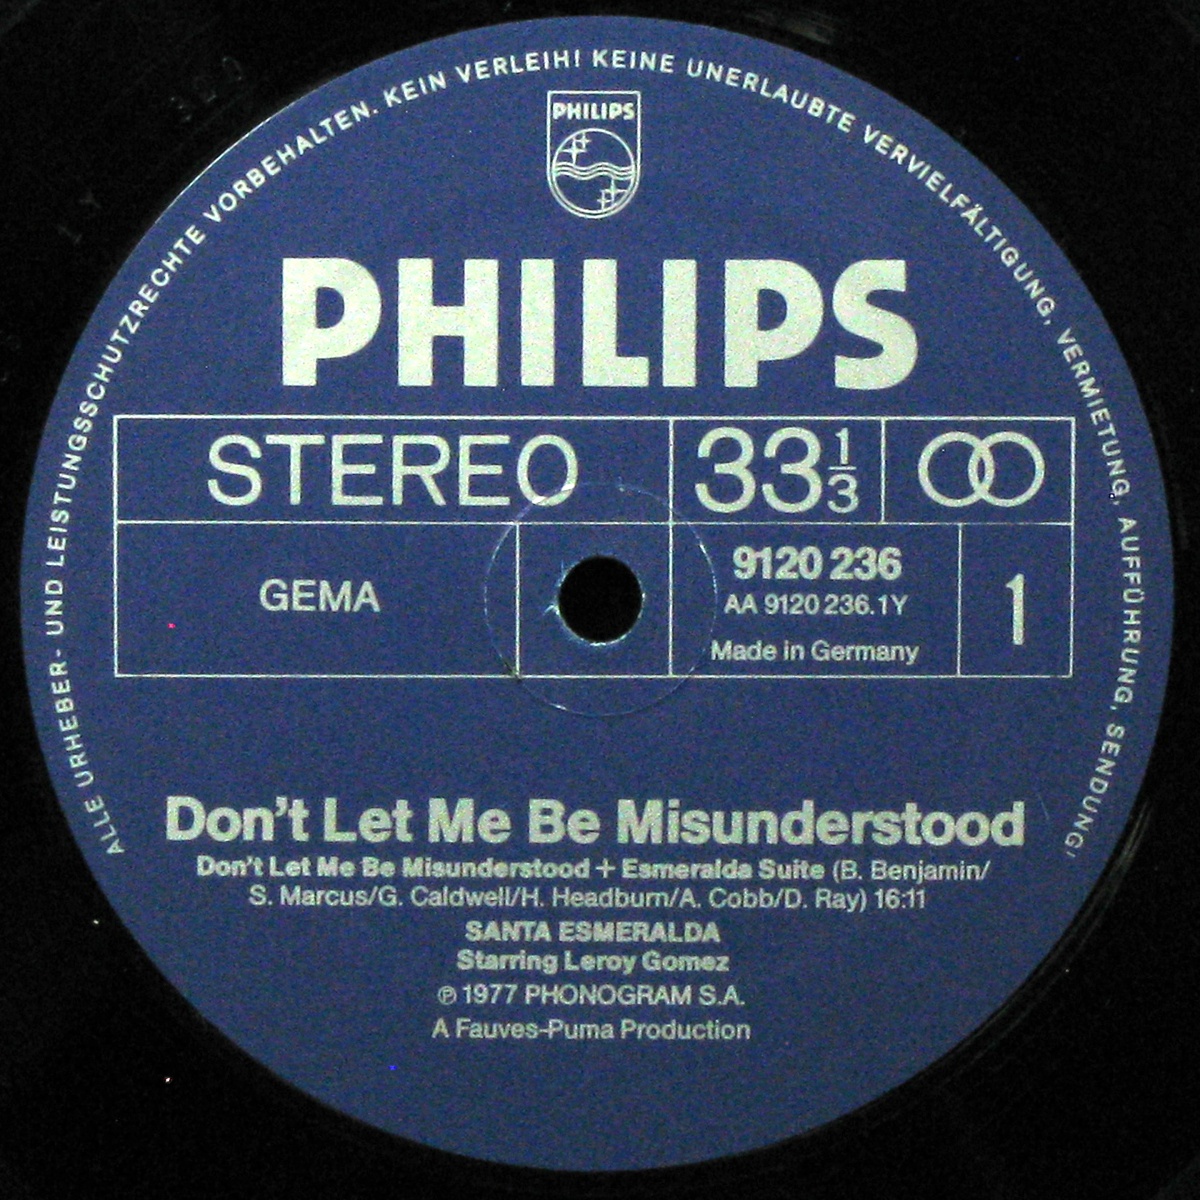 ALLE URHEBER- UND LEISTUNGSSCHUTZRECHTE VORBEHALTEN. KEIN VERLEIH! KEINE UNERLAUBTE VERVIELFÄLTIGUNG, VERMIETUNG, AUFFÜHRUNG, SENDUNG!
PHILIPS
PHILIPS
STEREO
33 1/3
GEMA
9120 236
AA 9120 236.1Y
Made in Germany
1
Don't Let Me Be Misunderstood
Don't Let Me Be Misunderstood + Esmeralda Suite (B. Benjamin/
S. Marcus/G. Caldwell/H. Headburn/A. Cobb/D. Ray) 16:11
SANTA ESMERALDA
Starring Leroy Gomez
℗ 1977 PHONOGRAM S.A.
A Fauves-Puma Production